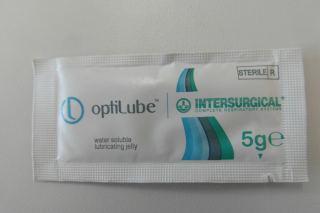 STERILE R
optiLube™
INTERSURGICAL®
COMPLETE RESPIRATORY SYSTEMS
water soluble
lubricating jelly
5g℮